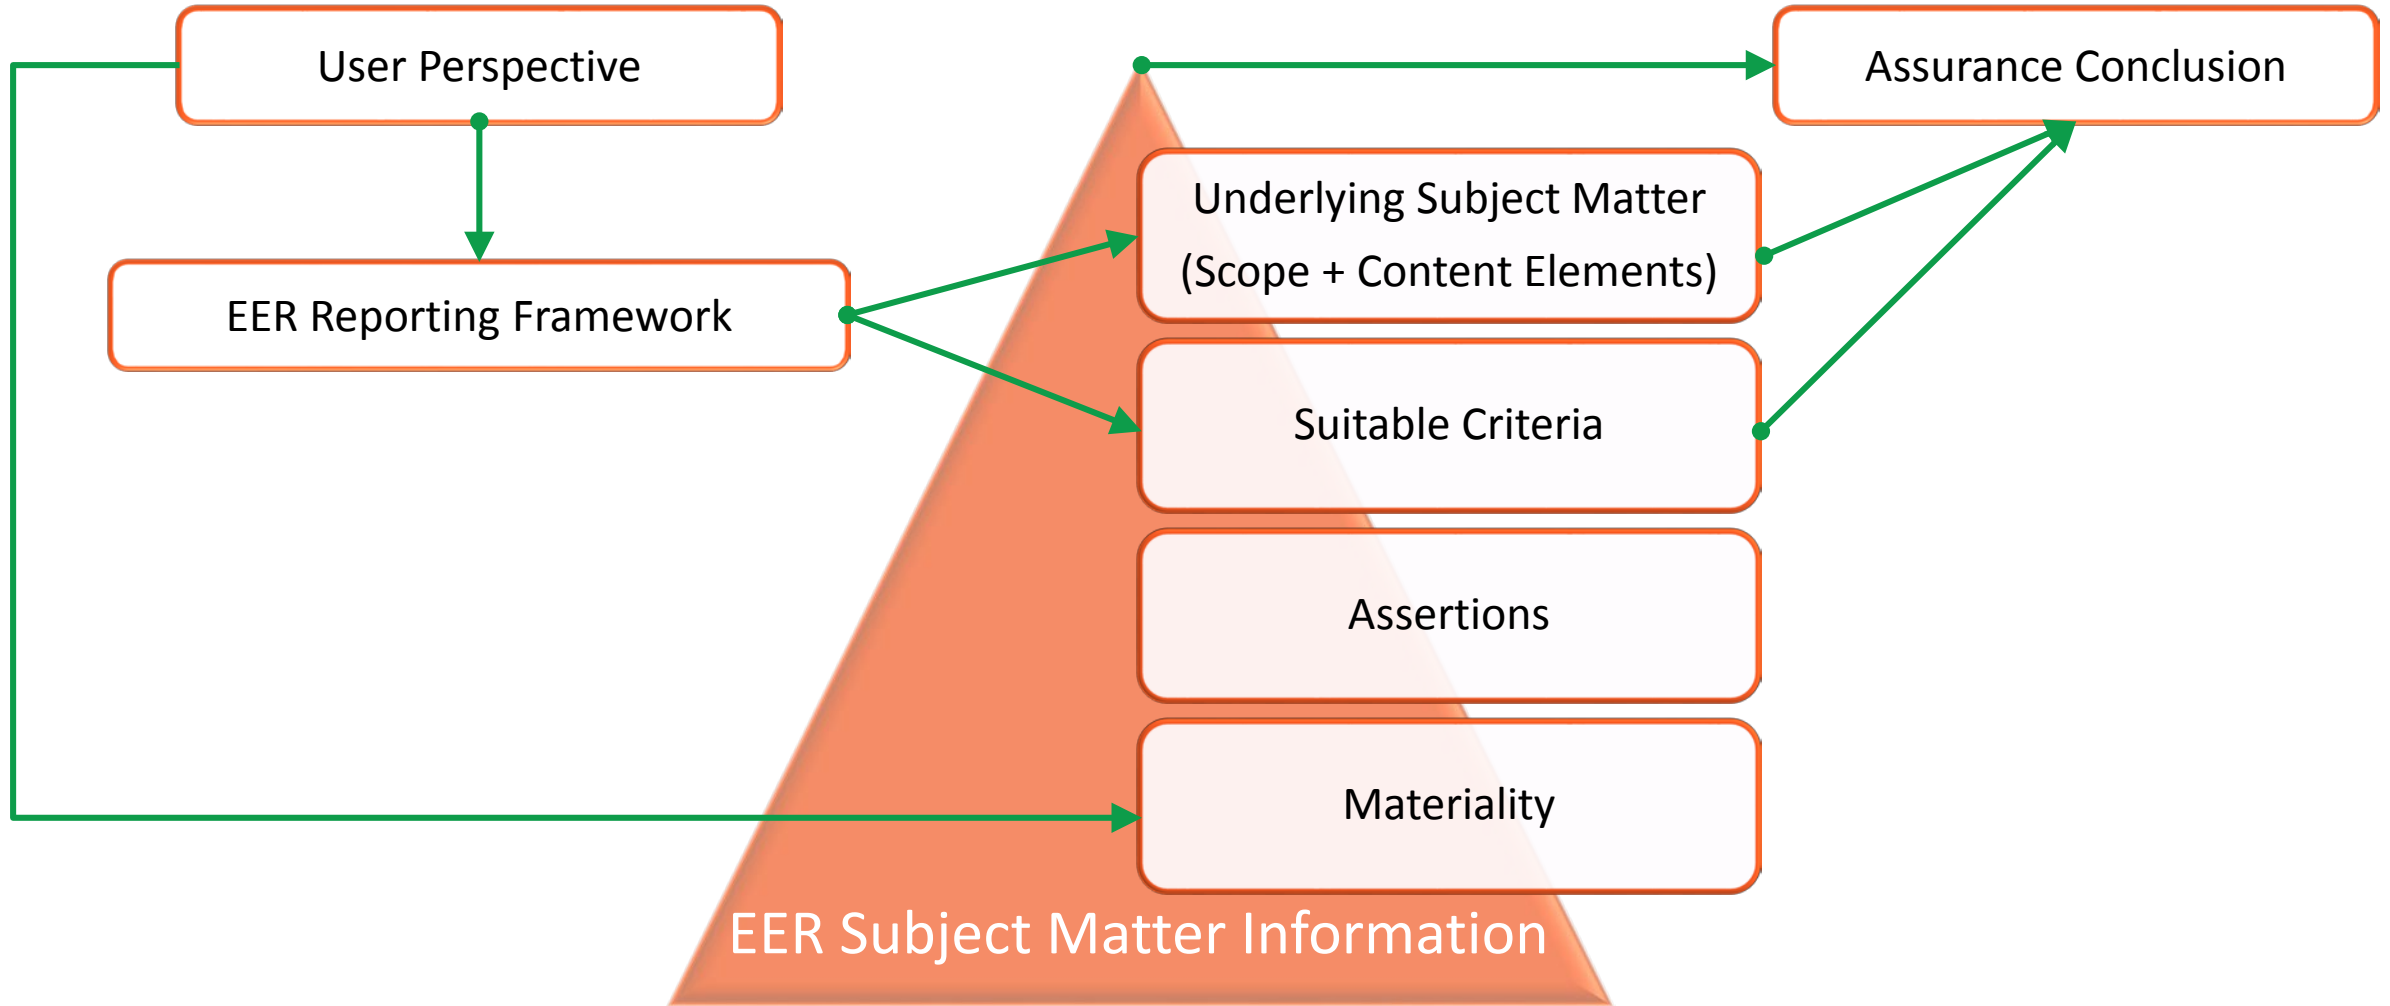 User Perspective
Assurance Conclusion
Underlying Subject Matter
(Scope + Content Elements)
EER Reporting Framework
Suitable Criteria
Assertions
Materiality
EER Subject Matter Information